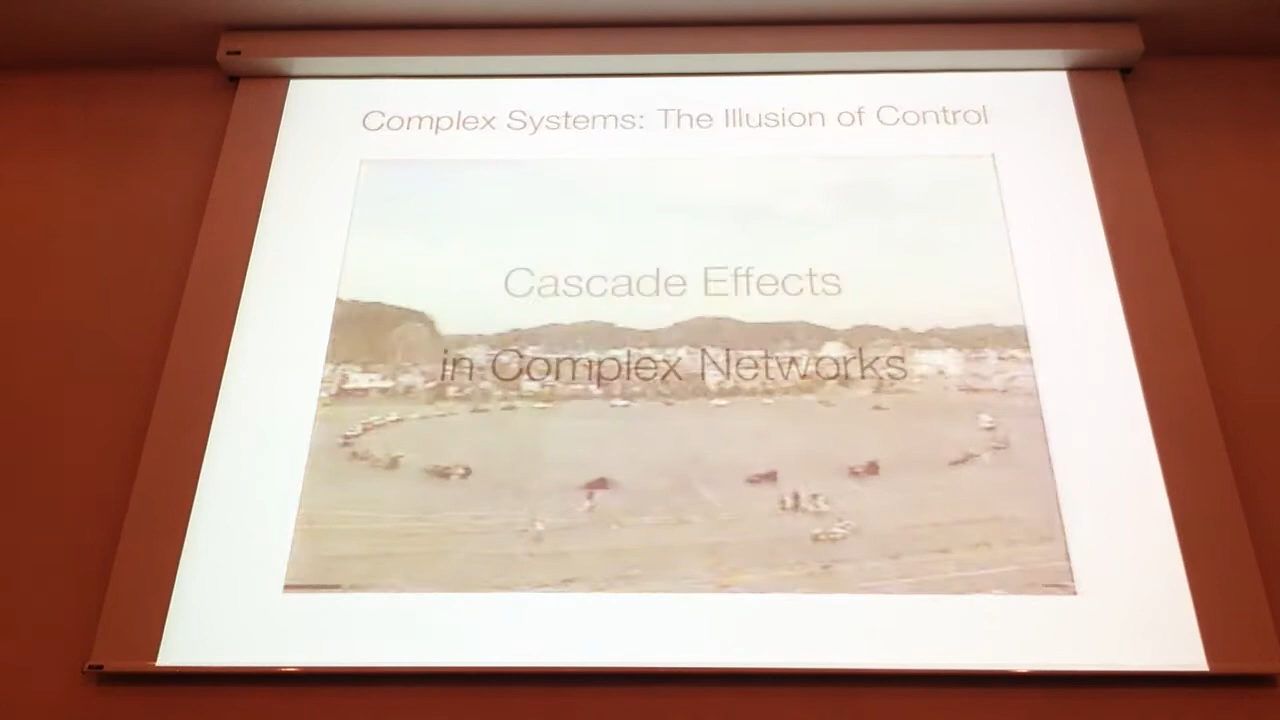 Complex Systems: The Illusion of Control
Cascade Effects
in Complex Networks